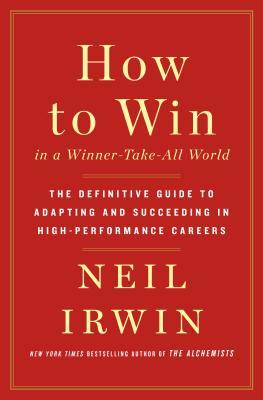 How
to Win
in a Winner-Take-All World
THE DEFINITIVE GUIDE TO
ADAPTING AND SUCCEEDING IN
HIGH-PERFORMANCE CAREERS
NEIL
IRWIN
NEW YORK TIMES BESTSELLING AUTHOR OF THE ALCHEMISTS